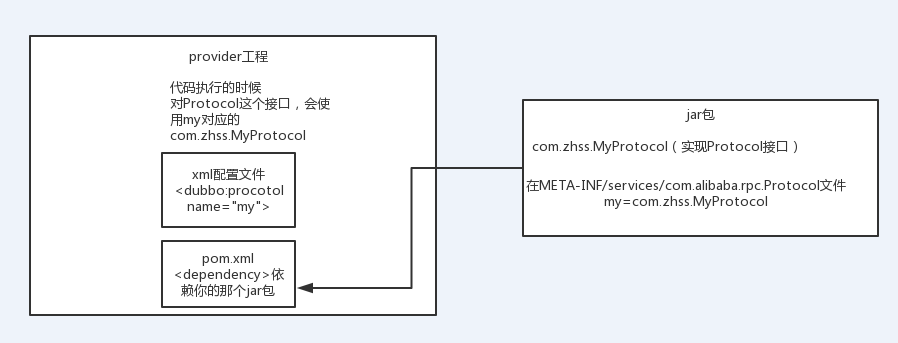 provider工程
代码执行的时候
对Protocol这个接口，会使
用my对应的
com.zhss.MyProtocol
xml配置文件
<dubbo:procotol
name="my">
pom.xml
<dependency>依
赖你的那个jar包
jar包
com.zhss.MyProtocol（实现Protocol接口）
在META-INF/services/com.alibaba.rpc.Protocol文件
my=com.zhss.MyProtocol